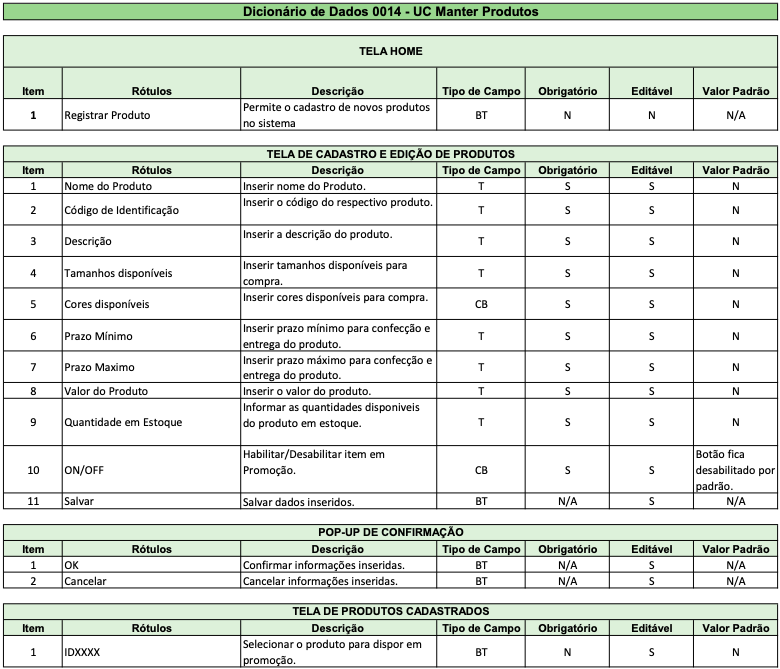 Dicionário de Dados 0014 - UC Manter Produtos
TELA HOME
Item Rótulos Descrição Tipo de Campo Obrigatório Editável Valor Padrão
1 Registrar Produto Permite o cadastro de novos produtos no sistema BT N N N/A
TELA DE CADASTRO E EDIÇÃO DE PRODUTOS
Item Rótulos Descrição Tipo de Campo Obrigatório Editável Valor Padrão
1 Nome do Produto Inserir nome do Produto. T S S N
2 Código de Identificação Inserir o código do respectivo produto. T S S N
3 Descrição Inserir a descrição do produto. T S S N
4 Tamanhos disponíveis Inserir tamanhos disponíveis para compra. T S S N
5 Cores disponíveis Inserir cores disponíveis para compra. CB S S N
6 Prazo Mínimo Inserir prazo mínimo para confecção e entrega do produto. T S S N
7 Prazo Maximo Inserir prazo máximo para confecção e entrega do produto. T S S N
8 Valor do Produto Inserir o valor do produto. T S S N
9 Quantidade em Estoque Informar as quantidades disponiveis do produto em estoque. T S S N
10 ON/OFF Habilitar/Desabilitar item em Promoção. CB S S Botão fica desabilitado por padrão.
11 Salvar Salvar dados inseridos. BT N/A S N/A
POP-UP DE CONFIRMAÇÃO
Item Rótulos Descrição Tipo de Campo Obrigatório Editável Valor Padrão
1 OK Confirmar informações inseridas. BT N/A S N/A
2 Cancelar Cancelar informações inseridas. BT N/A S N/A
TELA DE PRODUTOS CADASTRADOS
Item Rótulos Descrição Tipo de Campo Obrigatório Editável Valor Padrão
1 IDXXXX Selecionar o produto para dispor em promoção. BT N S N